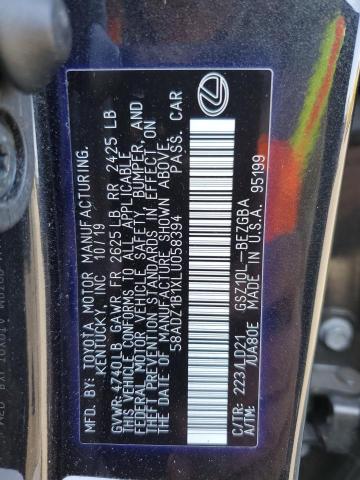 MFD. BY: TOYOTA MOTOR MANUFACTURING,
KENTUCKY, INC 10/19
GVWR: 4740LB GAWR FR 2625 LB RR 2425 LB
THIS VEHICLE CONFORMS TO ALL APPLICABLE
FEDERAL MOTOR VEHICLE SAFETY, BUMPER, AND
THEFT PREVENTION STANDARDS IN EFFECT ON
THE DATE OF MANUFACTURE SHOWN ABOVE.
58ADZ1B1XLU058394 PASS. CAR
C/TR: 223/LD21 GSZ10L-BEZGBA
A/TM: /UA80E MADE IN U.S.A. 95199